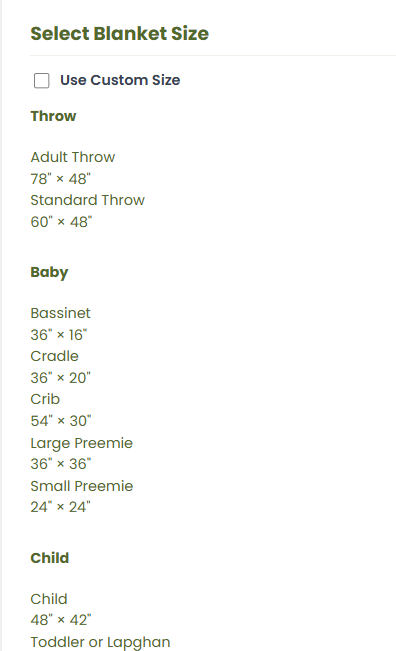 Select Blanket Size
Use Custom Size
Throw
Adult Throw
78" × 48"
Standard Throw
60" × 48"
Baby
Bassinet
36" × 16"
Cradle
36" × 20"
Crib
54" × 30"
Large Preemie
36" × 36"
Small Preemie
24" × 24"
Child
Child
48" × 42"
Toddler or Lapghan